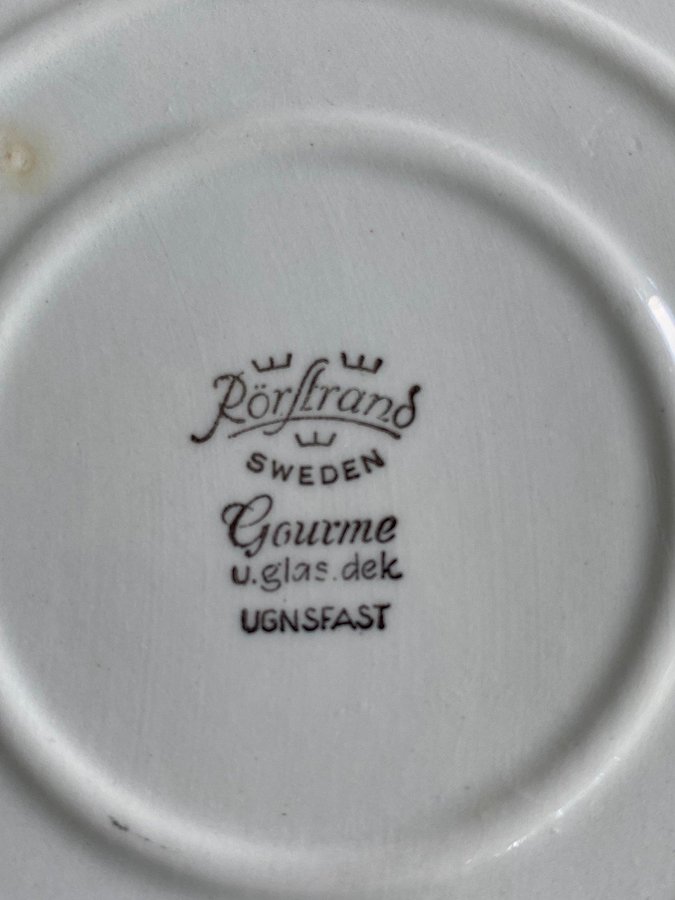 Rörstrand
SWEDEN
Gourme
u.glas.dek
UGNSFAST